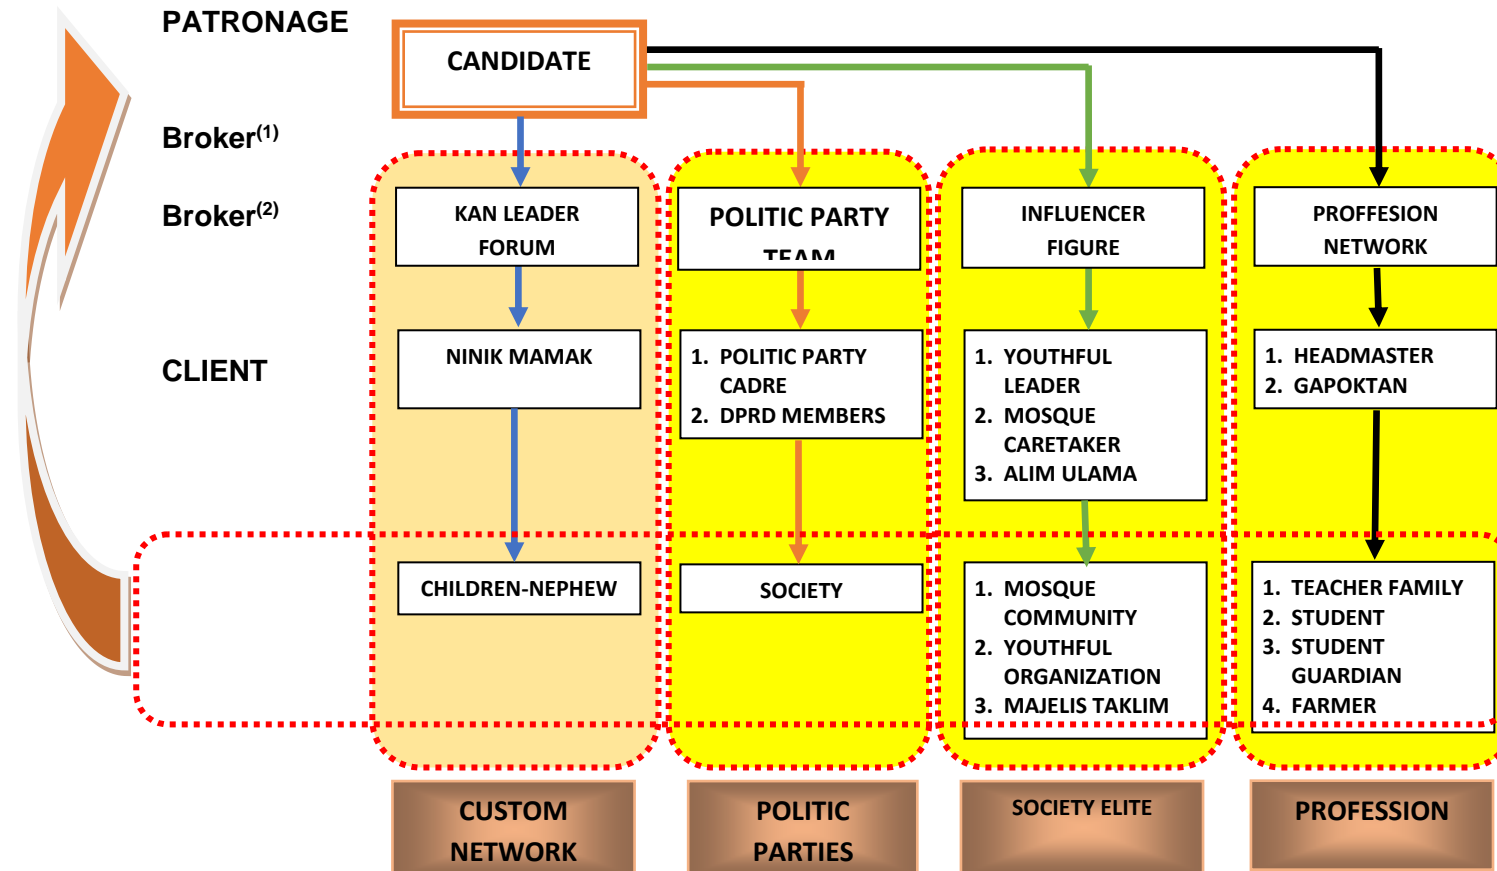 PATRONAGE
CANDIDATE
Broker(1)
Broker(2)
KAN LEADER
FORUM
POLITIC PARTY
TEAM
INFLUENCER
FIGURE
PROFFESION
NETWORK
CLIENT
NINIK MAMAK
1. POLITIC PARTY
CADRE
2. DPRD MEMBERS
1. YOUTHFUL
LEADER
2. MOSQUE
CARETAKER
3. ALIM ULAMA
1. HEADMASTER
2. GAPOKTAN
CHILDREN-NEPHEW
SOCIETY
1. MOSQUE
COMMUNITY
2. YOUTHFUL
ORGANIZATION
3. MAJELIS TAKLIM
1. TEACHER FAMILY
2. STUDENT
3. STUDENT
GUARDIAN
4. FARMER
CUSTOM
NETWORK
POLITIC
PARTIES
SOCIETY ELITE
PROFESSION